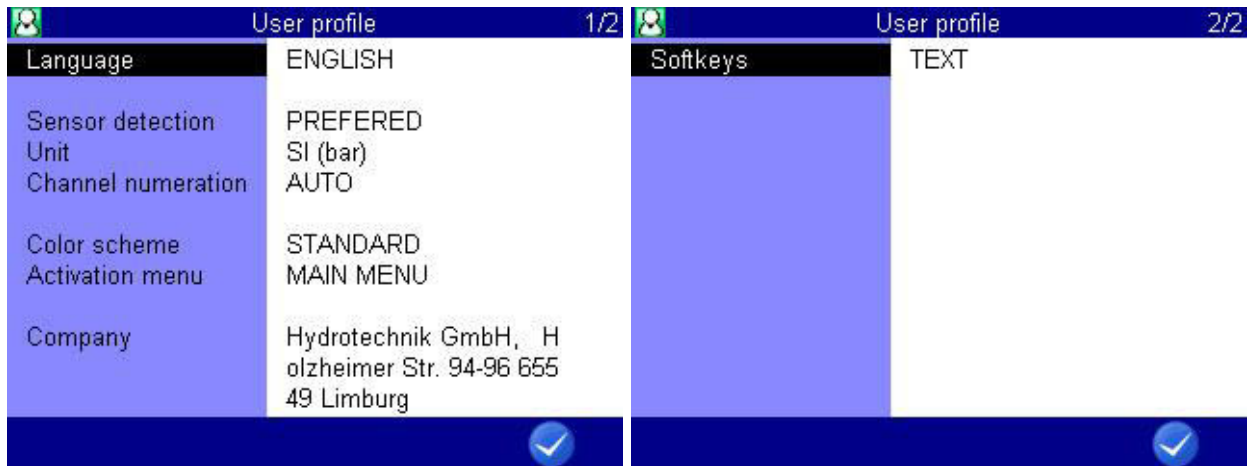 User profile 1/2
Language ENGLISH
Sensor detection PREFERED
Unit SI (bar)
Channel numeration AUTO
Color scheme STANDARD
Activation menu MAIN MENU
Company Hydrotechnik GmbH, H
olzheimer Str. 94-96 655
49 Limburg
User profile 2/2
Softkeys TEXT